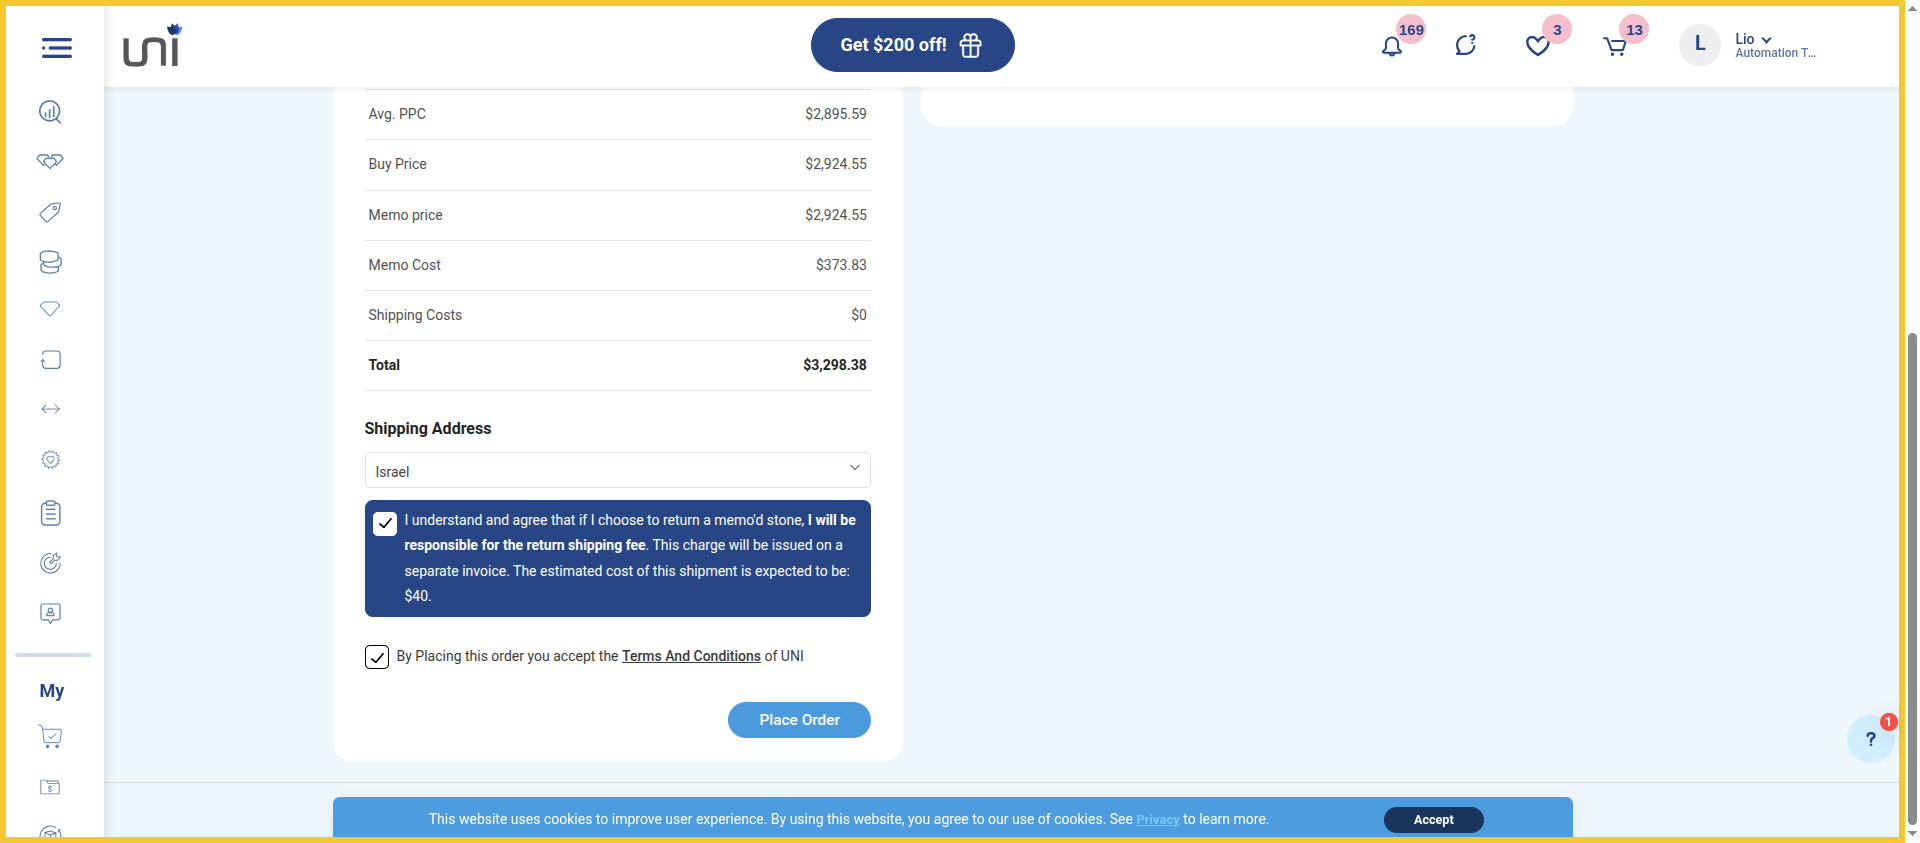 uni
Get $200 off!
169
3
13
L
Lio
Automation T...
Avg. PPC $2,895.59
Buy Price $2,924.55
Memo price $2,924.55
Memo Cost $373.83
Shipping Costs $0
Total $3,298.38
Shipping Address
Israel
I understand and agree that if I choose to return a memo'd stone, I will be
responsible for the return shipping fee. This charge will be issued on a
separate invoice. The estimated cost of this shipment is expected to be:
$40.
By Placing this order you accept the Terms And Conditions of UNI
Place Order
My
1
?
This website uses cookies to improve user experience. By using this website, you agree to our use of cookies. See Privacy to learn more.
Accept